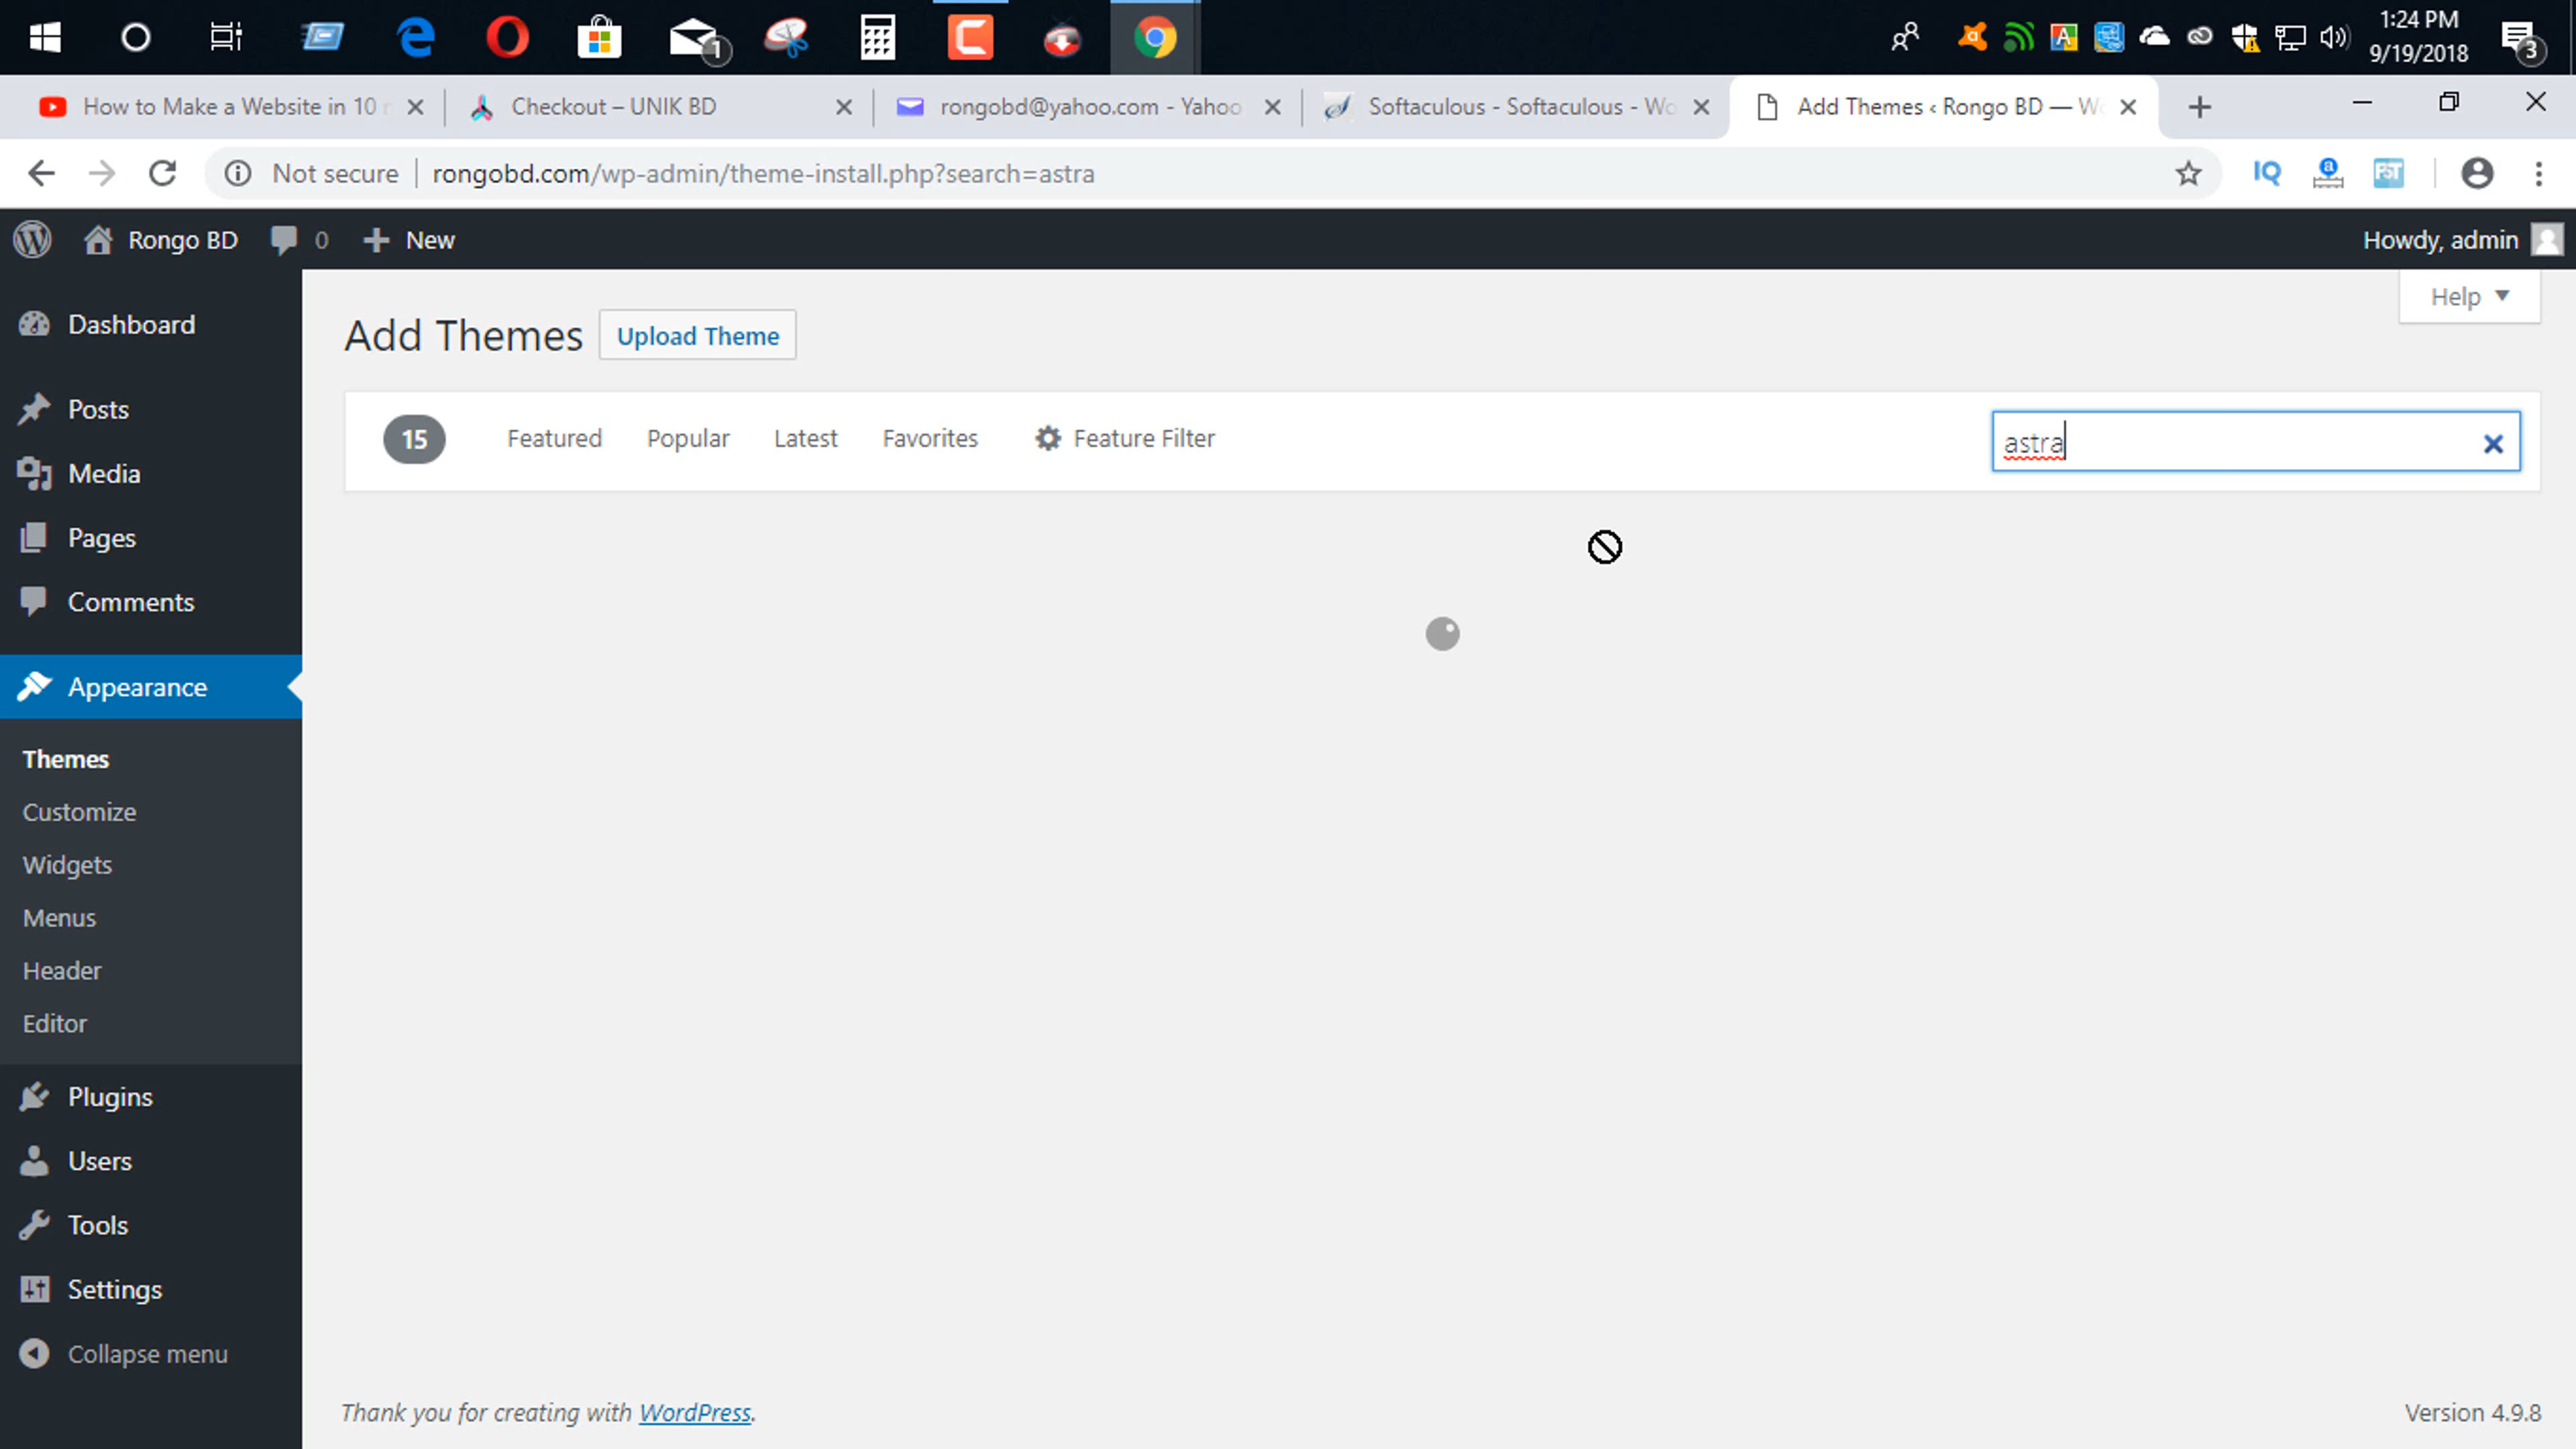 1
1:24 PM
9/19/2018
3
How to Make a Website in 10
Checkout – UNIK BD
rongobd@yahoo.com - Yahoo
Softaculous - Softaculous - Wo
Add Themes ‹ Rongo BD — W
Not secure rongobd.com/wp-admin/theme-install.php?search=astra
IQ
a
FST
Rongo BD 0 New
Howdy, admin
Help
Dashboard
Posts
Media
Pages
Comments
Appearance
Themes
Customize
Widgets
Menus
Header
Editor
Plugins
Users
Tools
Settings
Collapse menu
Add Themes Upload Theme
15 Featured Popular Latest Favorites Feature Filter astra
Thank you for creating with WordPress.
Version 4.9.8